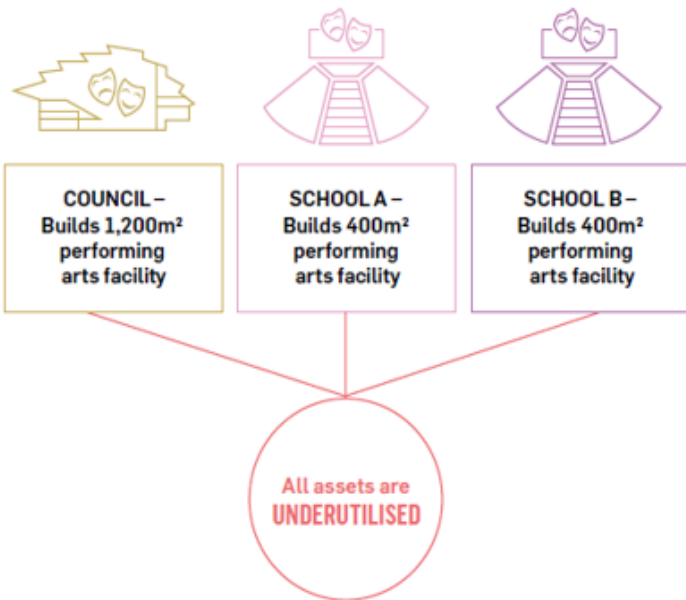 COUNCIL –
Builds 1,200m²
performing
arts facility
SCHOOL A –
Builds 400m²
performing
arts facility
SCHOOL B –
Builds 400m²
performing
arts facility
All assets are
UNDERUTILISED